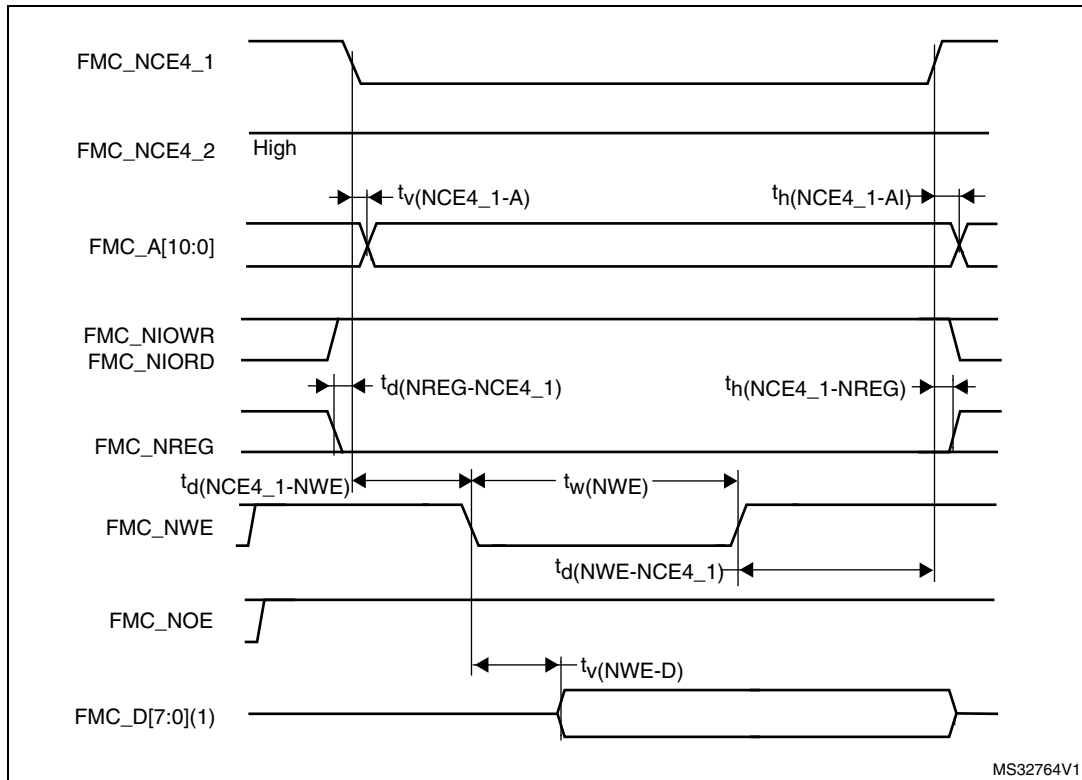 FMC_NCE4_1
FMC_NCE4_2
High
tv(NCE4_1-A)
th(NCE4_1-AI)
FMC_A[10:0]
FMC_NIOWR
FMC_NIORD
td(NREG-NCE4_1)
th(NCE4_1-NREG)
FMC_NREG
td(NCE4_1-NWE)
tw(NWE)
FMC_NWE
td(NWE-NCE4_1)
FMC_NOE
tv(NWE-D)
FMC_D[7:0](1)
MS32764V1